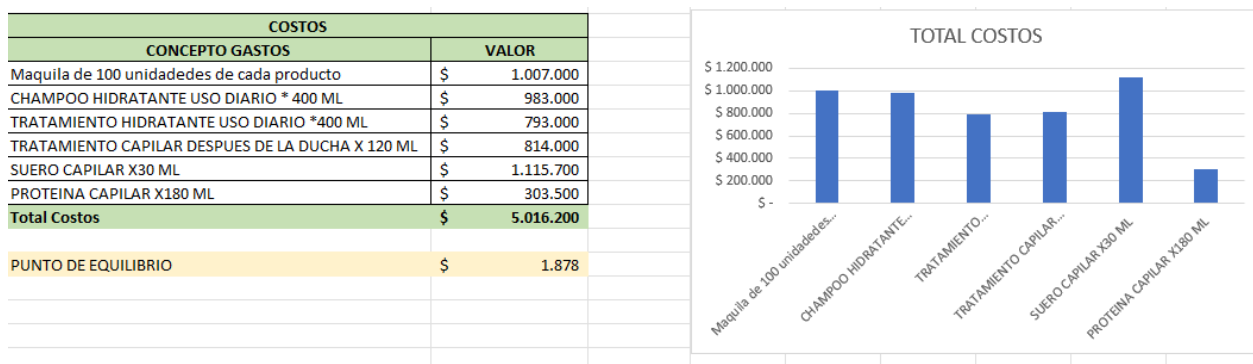 COSTOS
CONCEPTO GASTOS VALOR
Maquila de 100 unidadedes de cada producto $ 1.007.000
CHAMPOO HIDRATANTE USO DIARIO * 400 ML $ 983.000
TRATAMIENTO HIDRATANTE USO DIARIO *400 ML $ 793.000
TRATAMIENTO CAPILAR DESPUES DE LA DUCHA X 120 ML $ 814.000
SUERO CAPILAR X30 ML $ 1.115.700
PROTEINA CAPILAR X180 ML $ 303.500
Total Costos $ 5.016.200
PUNTO DE EQUILIBRIO $ 1.878
TOTAL COSTOS
$ 1.200.000
$ 1.000.000
$ 800.000
$ 600.000
$ 400.000
$ 200.000
$ -
Maquila de 100 unidadedes...
CHAMPOO HIDRATANTE...
TRATAMIENTO...
TRATAMIENTO CAPILAR...
SUERO CAPILAR X30 ML
PROTEINA CAPILAR X180 ML